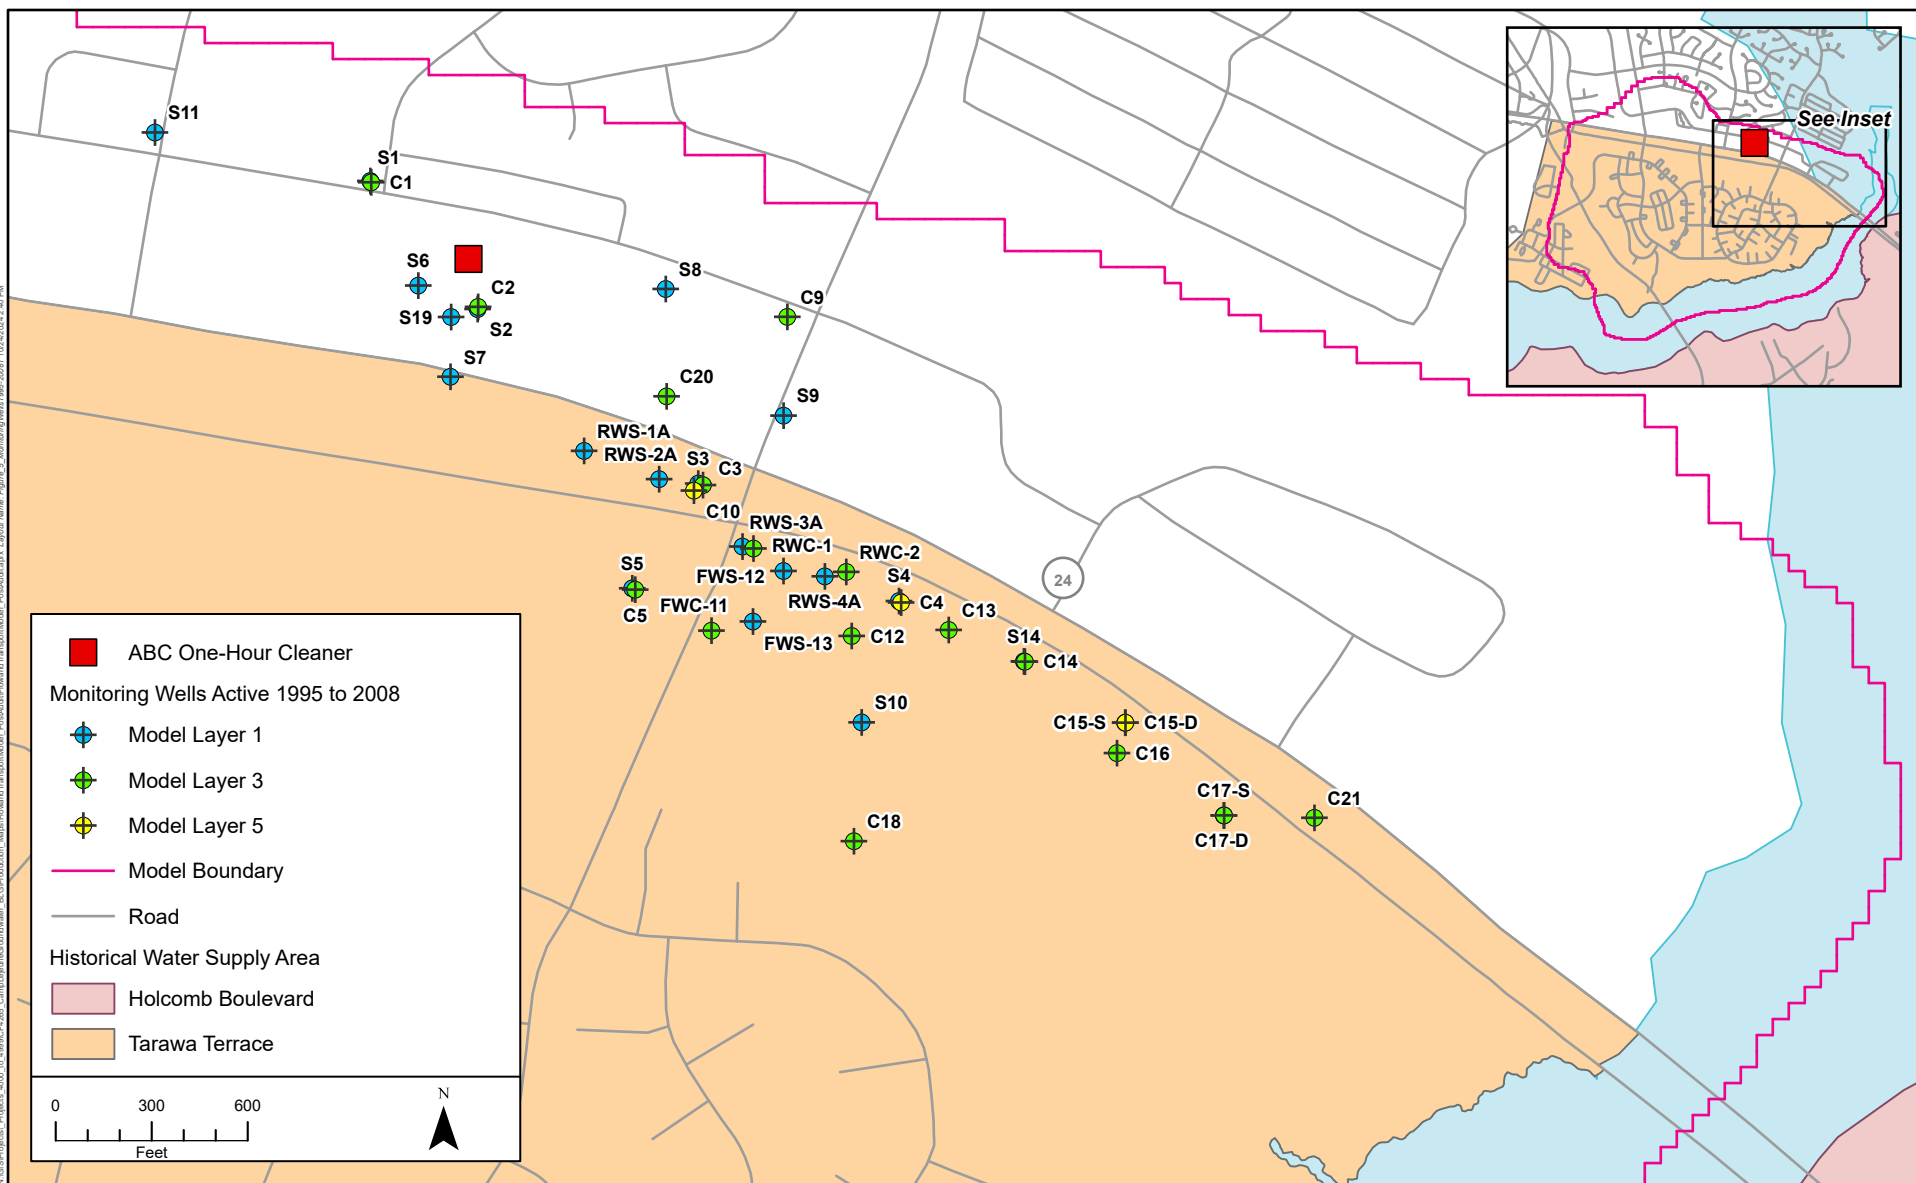 See Inset
S11
S1
C1
S6
C2
S8
C9
S19
S2
S7
C20
S9
RWS-1A
RWS-2A
S3
C3
C10
RWS-3A
RWC-1
RWC-2
S5
FWS-12
S4
RWS-4A
C4
C5
FWC-11
C13
FWS-13
C12
S14
C14
24
S10
C15-S
C15-D
C16
C17-S
C21
C17-D
C18
ABC One-Hour Cleaner
Monitoring Wells Active 1995 to 2008
Model Layer 1
Model Layer 3
Model Layer 5
Model Boundary
Road
Historical Water Supply Area
Holcomb Boulevard
Tarawa Terrace
N
0 300 600
Feet